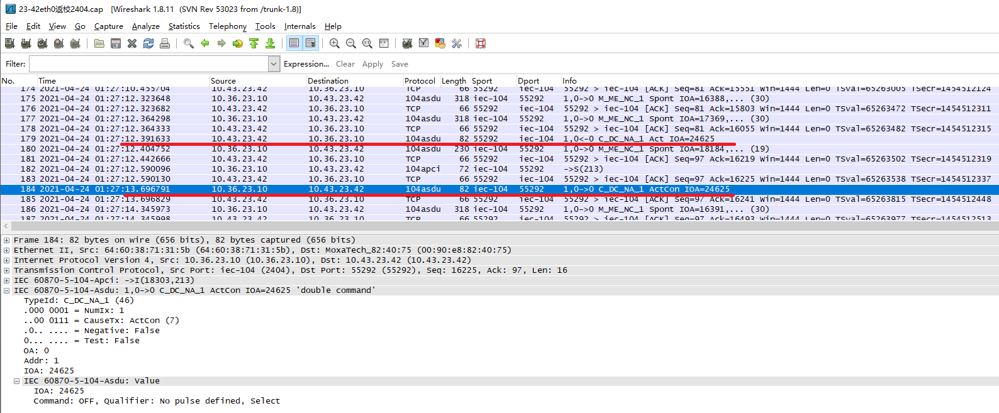 23-42eth0返校2404.cap   [Wireshark 1.8.11  (SVN Rev 53023 from /trunk-1.8)]
File Edit View Go Capture Analyze Statistics Telephony Tools Internals Help
Filter: Expression... Clear Apply Save
No. Time Source Destination Protocol Length Sport Dport Info
174 2021-04-24 01:27:10.455704 10.43.23.42 10.36.23.10 TCP 66 55292 iec-104 55292 > iec-104 [ACK] Seq=81 Ack=15551 Win=1444 Len=0 TSval=65263005 TSecr=1454512124
175 2021-04-24 01:27:12.323648 10.36.23.10 10.43.23.42 104asdu 318 iec-104 55292 1,0->0 M_ME_NC_1 Spont IOA=16388,... (30)
176 2021-04-24 01:27:12.323682 10.43.23.42 10.36.23.10 TCP 66 55292 iec-104 55292 > iec-104 [ACK] Seq=81 Ack=15803 Win=1444 Len=0 TSval=65263472 TSecr=1454512311
177 2021-04-24 01:27:12.364298 10.36.23.10 10.43.23.42 104asdu 318 iec-104 55292 1,0->0 M_ME_NC_1 Spont IOA=17369,... (30)
178 2021-04-24 01:27:12.364333 10.43.23.42 10.36.23.10 TCP 66 55292 iec-104 55292 > iec-104 [ACK] Seq=81 Ack=16055 Win=1444 Len=0 TSval=65263482 TSecr=1454512315
179 2021-04-24 01:27:12.391633 10.43.23.42 10.36.23.10 104asdu 82 55292 iec-104 1,0<-0 C_DC_NA_1 Act IOA=24625
180 2021-04-24 01:27:12.404752 10.36.23.10 10.43.23.42 104asdu 230 iec-104 55292 1,0->0 M_ME_NC_1 Spont IOA=18184,... (19)
181 2021-04-24 01:27:12.442666 10.43.23.42 10.36.23.10 TCP 66 55292 iec-104 55292 > iec-104 [ACK] Seq=97 Ack=16219 Win=1444 Len=0 TSval=65263502 TSecr=1454512319
182 2021-04-24 01:27:12.590096 10.36.23.10 10.43.23.42 104apci 72 iec-104 55292 ->S(213)
183 2021-04-24 01:27:12.590130 10.43.23.42 10.36.23.10 TCP 66 55292 iec-104 55292 > iec-104 [ACK] Seq=97 Ack=16225 Win=1444 Len=0 TSval=65263538 TSecr=1454512337
184 2021-04-24 01:27:13.696791 10.36.23.10 10.43.23.42 104asdu 82 iec-104 55292 1,0->0 C_DC_NA_1 ActCon IOA=24625
185 2021-04-24 01:27:13.696829 10.43.23.42 10.36.23.10 TCP 66 55292 iec-104 55292 > iec-104 [ACK] Seq=97 Ack=16241 Win=1444 Len=0 TSval=65263815 TSecr=1454512448
186 2021-04-24 01:27:14.345973 10.36.23.10 10.43.23.42 104asdu 318 iec-104 55292 1,0->0 M_ME_NC_1 Spont IOA=16391,... (30)
187 2021-04-24 01:27:14.345998 10.43.23.42 10.36.23.10 TCP 66 55292 iec-104 55292 > iec-104 [ACK] Seq=97 Ack=16493 Win=1444 Len=0 TSval=65263977 TSecr=1454512513
Frame 184: 82 bytes on wire (656 bits), 82 bytes captured (656 bits)
Ethernet II, Src: 64:60:38:71:31:5b (64:60:38:71:31:5b), Dst: MoxaTech_82:40:75 (00:90:e8:82:40:75)
Internet Protocol Version 4, Src: 10.36.23.10 (10.36.23.10), Dst: 10.43.23.42 (10.43.23.42)
Transmission Control Protocol, Src Port: iec-104 (2404), Dst Port: 55292 (55292), Seq: 16225, Ack: 97, Len: 16
IEC 60870-5-104-Apci: ->I(18303,213)
IEC 60870-5-104-Asdu: 1,0->0 C_DC_NA_1 ActCon IOA=24625 'double command'
TypeId: C_DC_NA_1 (46)
.000 0001 = NumIx: 1
..00 0111 = CauseTx: ActCon (7)
.0.. .... = Negative: False
0... .... = Test: False
OA: 0
Addr: 1
IOA: 24625
IEC 60870-5-104-Asdu: Value
IOA: 24625
Command: OFF, Qualifier: No pulse defined, Select